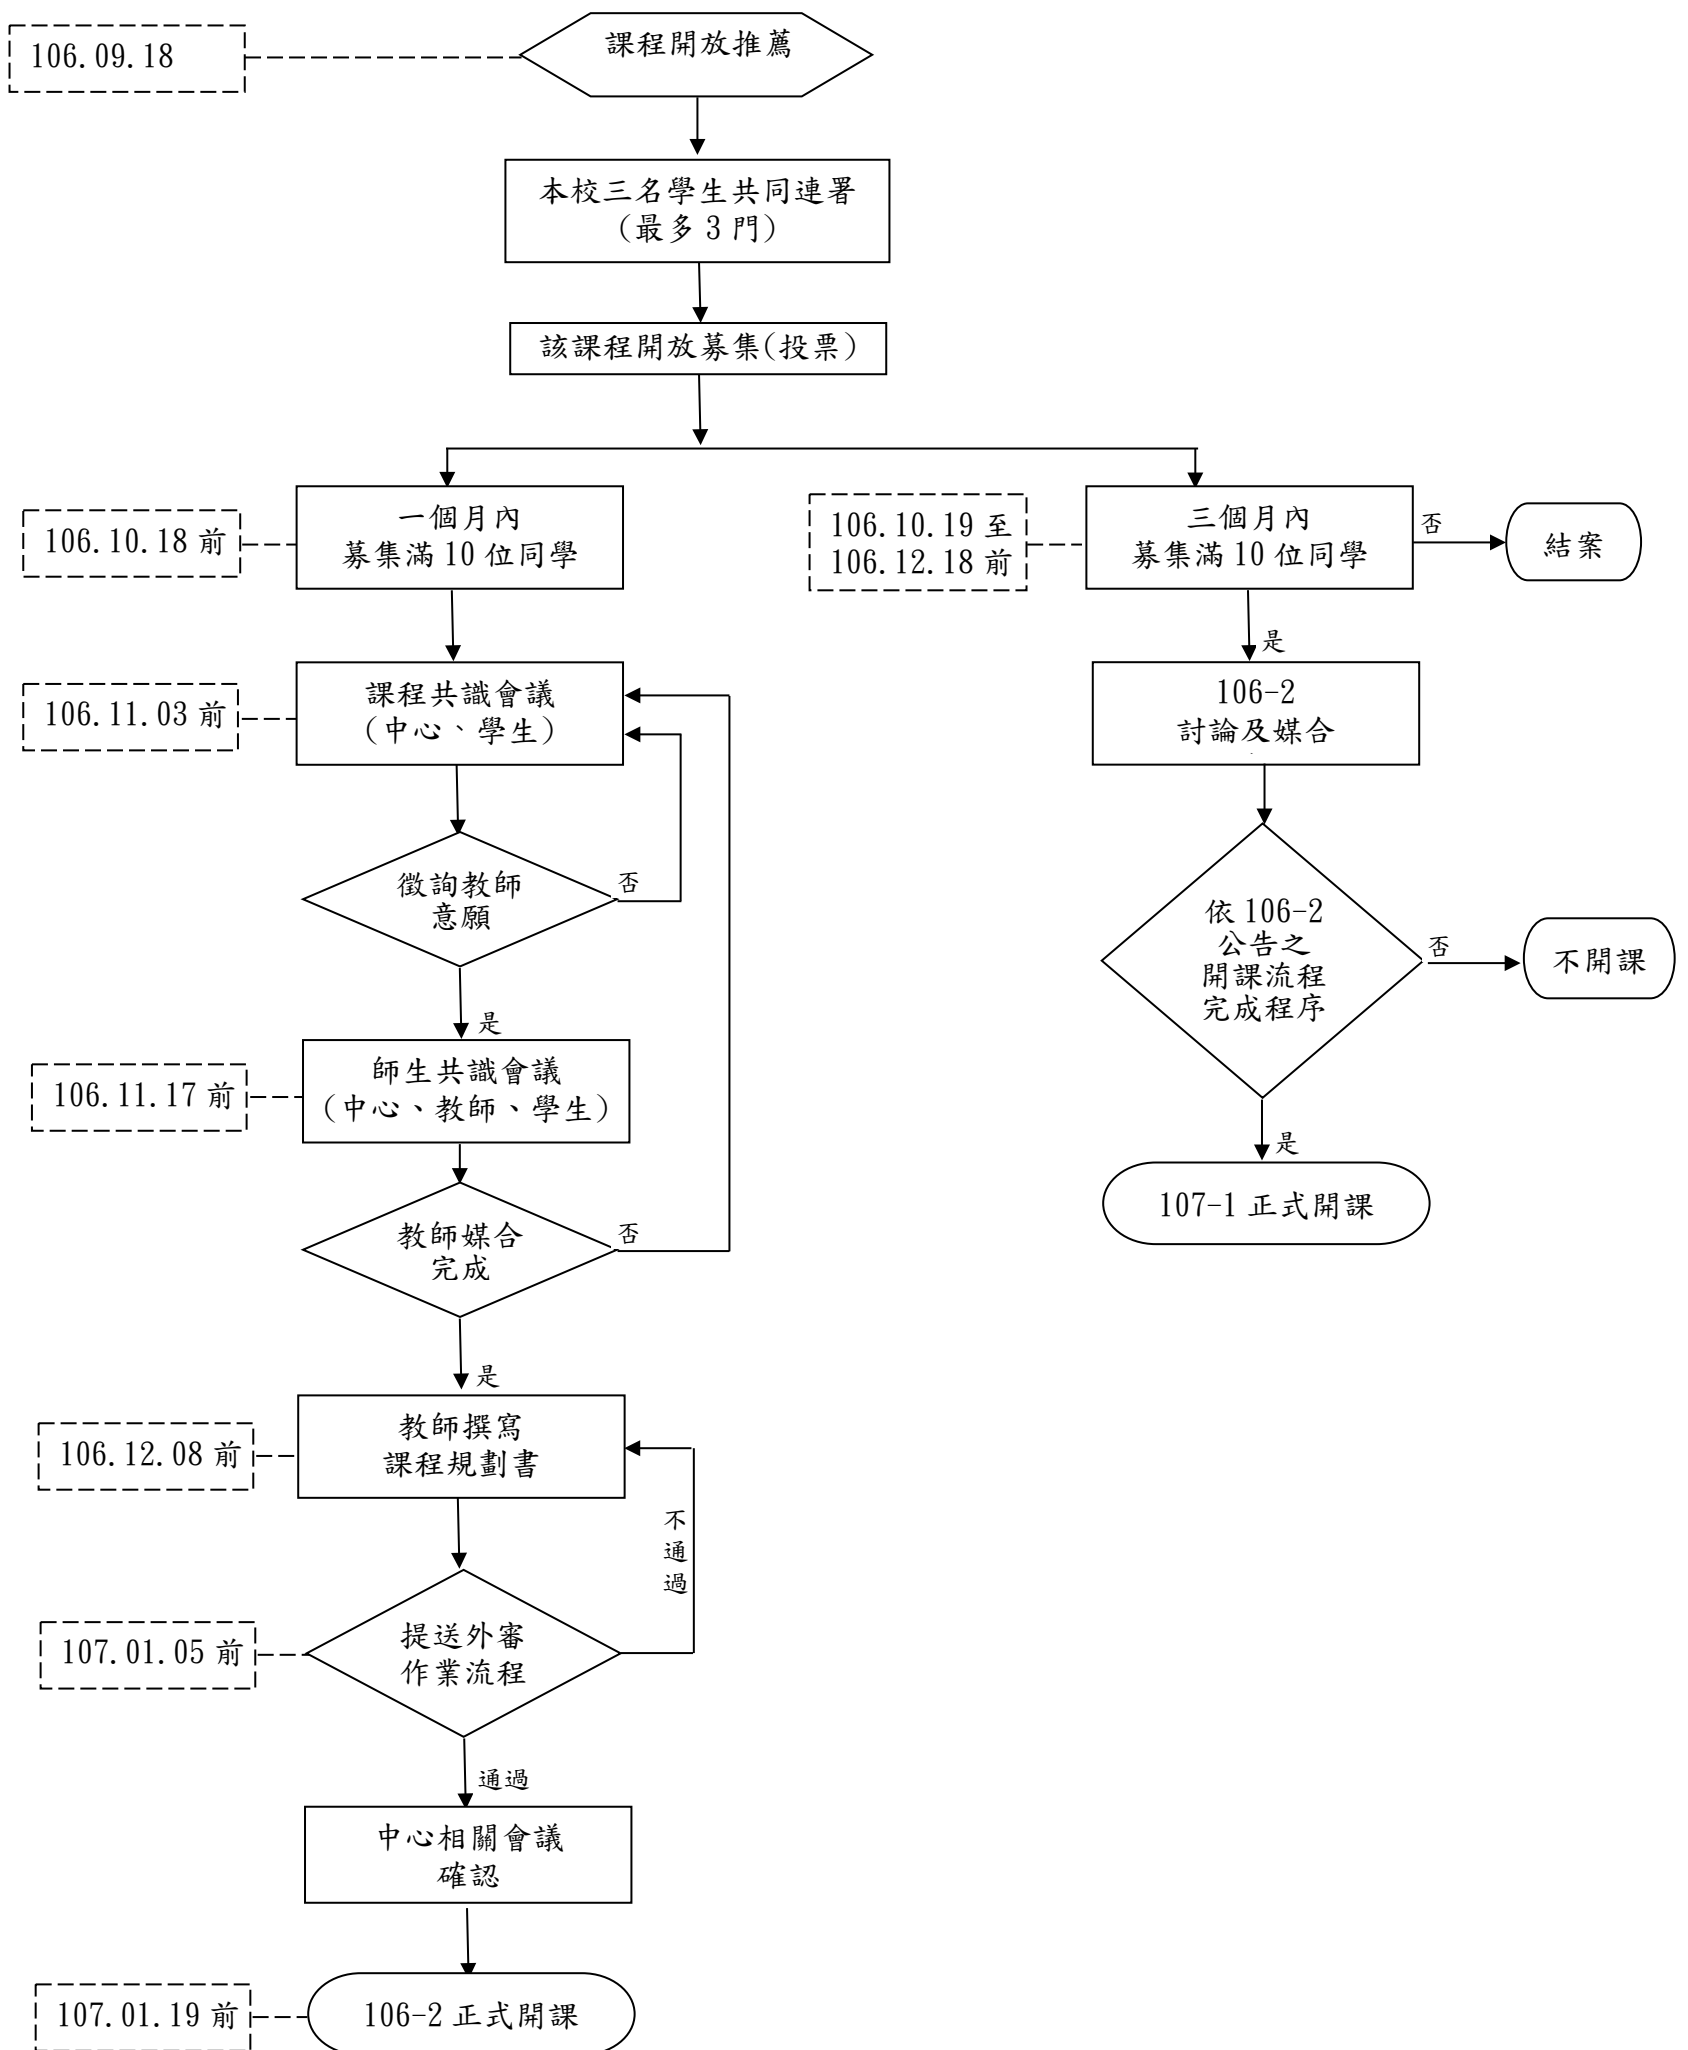 106.09.18
課程開放推薦
本校三名學生共同連署
(最多3門)
該課程開放募集(投票)
106.10.18前
一個月內
募集滿10位同學
106.10.19至
106.12.18前
三個月內
募集滿10位同學
否
結案
是
106.11.03前
課程共識會議
(中心、學生)
106-2
討論及媒合
徵詢教師
意願
否
依106-2
公告之
開課流程
完成程序
否
不開課
是
是
106.11.17前
師生共識會議
(中心、教師、學生)
107-1正式開課
教師媒合
完成
否
是
106.12.08前
教師撰寫
課程規劃書
不
通
過
107.01.05前
提送外審
作業流程
通過
中心相關會議
確認
107.01.19前
106-2正式開課